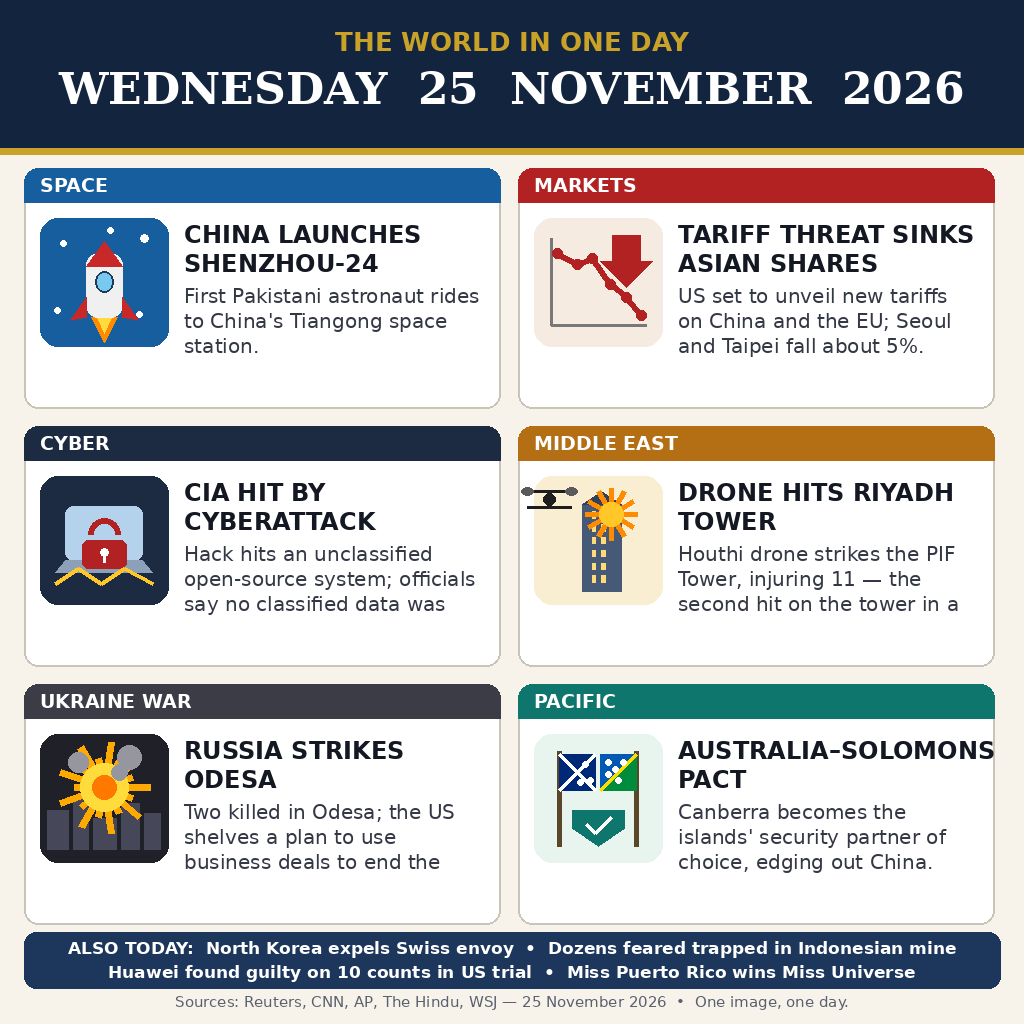 THE WORLD IN ONE DAY
WEDNESDAY 25 NOVEMBER 2026
SPACE
CHINA LAUNCHES
SHENZHOU-24
First Pakistani astronaut rides
to China's Tiangong space
station.
MARKETS
TARIFF THREAT SINKS
ASIAN SHARES
US set to unveil new tariffs
on China and the EU; Seoul
and Taipei fall about 5%.
CYBER
CIA HIT BY
CYBERATTACK
Hack hits an unclassified
open-source system; officials
say no classified data was
MIDDLE EAST
DRONE HITS RIYADH
TOWER
Houthi drone strikes the PIF
Tower, injuring 11 — the
second hit on the tower in a
UKRAINE WAR
RUSSIA STRIKES
ODESA
Two killed in Odesa; the US
shelves a plan to use
business deals to end the
PACIFIC
AUSTRALIA–SOLOMONS
PACT
Canberra becomes the
islands' security partner of
choice, edging out China.
ALSO TODAY: North Korea expels Swiss envoy • Dozens feared trapped in Indonesian mine
Huawei found guilty on 10 counts in US trial • Miss Puerto Rico wins Miss Universe
Sources: Reuters, CNN, AP, The Hindu, WSJ — 25 November 2026 • One image, one day.